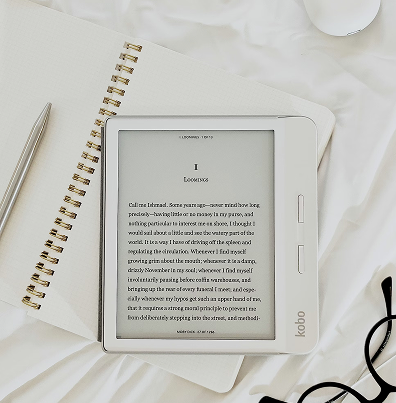 I
Loomings
Call me Ishmael. Some years ago—never mind how long
precisely—having little or no money in my purse, and
nothing particular to interest me on shore, I thought I
would sail about a little and see the watery part of the
world. It is a way I have of driving off the spleen and
regulating the circulation. Whenever I find myself
growing grim about the mouth; whenever it is a damp,
drizzly November in my soul; whenever I find myself
involuntarily pausing before coffin warehouses, and
bringing up the rear of every funeral I meet; and espe-
cially whenever my hypos get such an upper hand of me,
that it requires a strong moral principle to prevent me
from deliberately stepping into the street, and methodi-
kobo